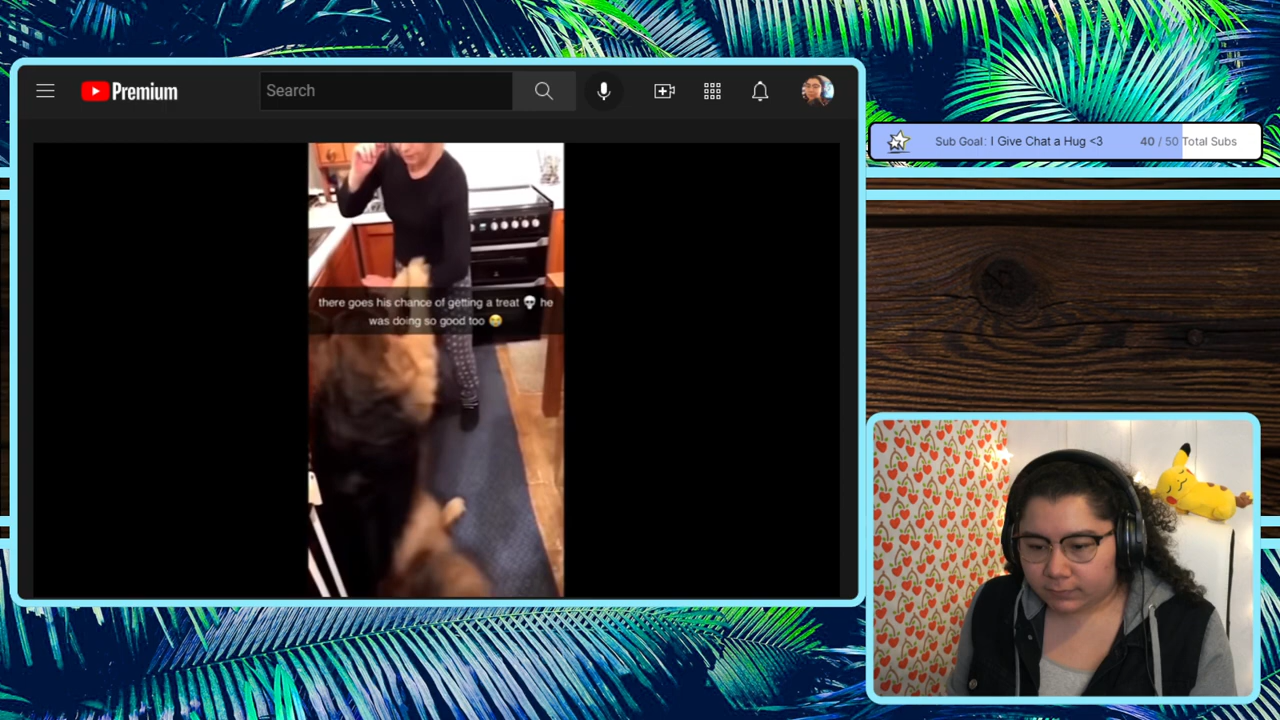 Premium
Search
Sub Goal: I Give Chat a Hug <3 40 / 50 Total Subs
there goes his chance of getting a treat 💀 he
was doing so good too 😭